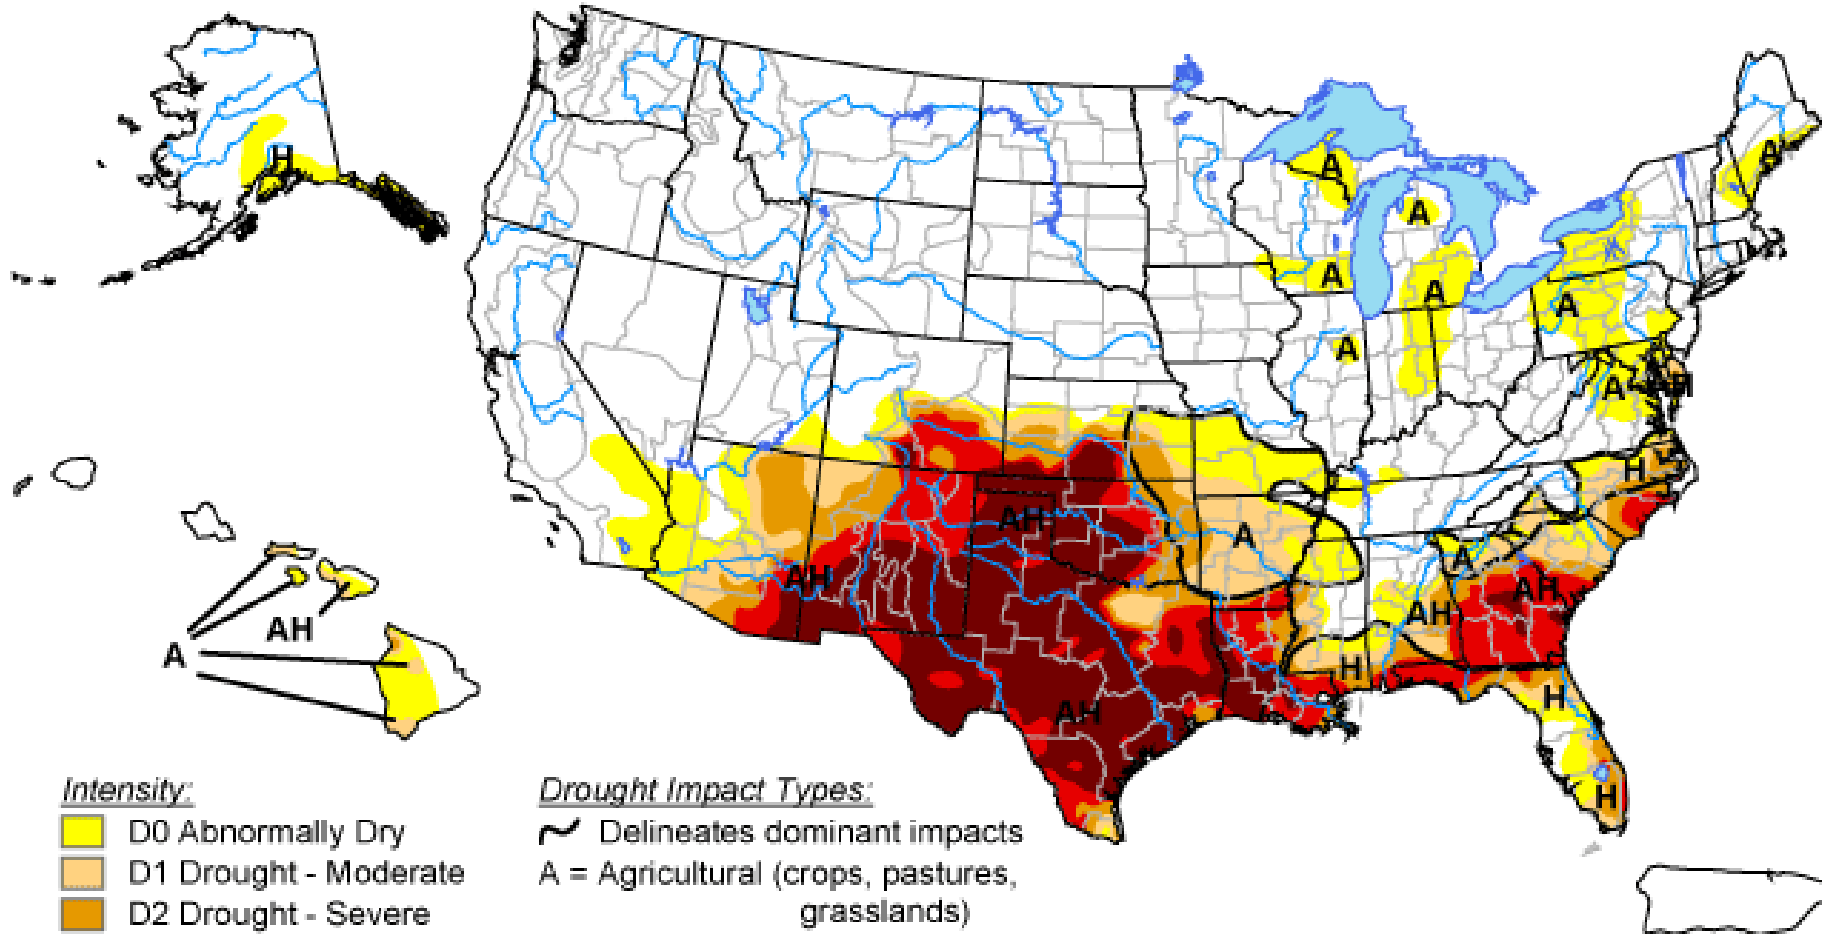 H
A
A
A
A
A
A
A
AH
H
AH
A
A
AH
AH
AH
H
H
AH
H
AH
A
Intensity:
D0 Abnormally Dry
D1 Drought - Moderate
D2 Drought - Severe
Drought Impact Types:
Delineates dominant impacts
A = Agricultural (crops, pastures,
grasslands)